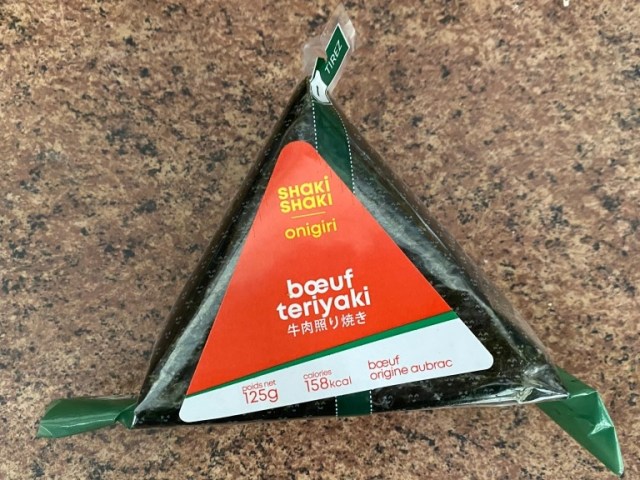 TIREZ
SHAKI
SHAKI
onigiri
bœuf
teriyaki
牛肉照り焼き
poids net
125g
calories
158kcal
bœuf
origine aubrac